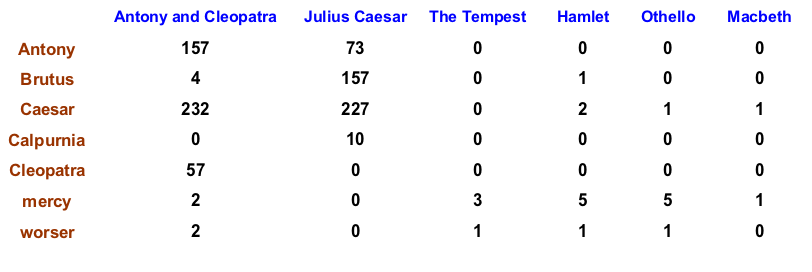 Antony and Cleopatra Julius Caesar The Tempest Hamlet Othello Macbeth
Antony 157 73 0 0 0 0
Brutus 4 157 0 1 0 0
Caesar 232 227 0 2 1 1
Calpurnia 0 10 0 0 0 0
Cleopatra 57 0 0 0 0 0
mercy 2 0 3 5 5 1
worser 2 0 1 1 1 0